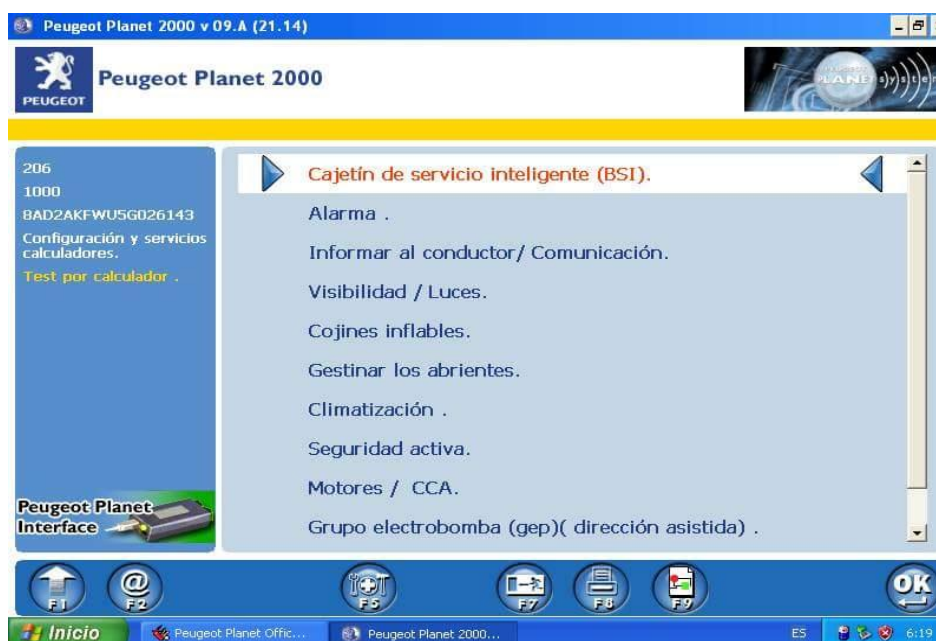 Peugeot Planet 2000 v 09.A (21.14)
PEUGEOT
Peugeot Planet 2000
PLANET system
206
1000
8AD2AKFWU5G026143
Configuración y servicios
calculadores.
Test por calculador .
Cajetín de servicio inteligente (BSI).
Alarma .
Informar al conductor/ Comunicación.
Visibilidad / Luces.
Cojines inflables.
Gestinar los abrientes.
Climatización .
Seguridad activa.
Motores / CCA.
Grupo electrobomba (gep)( dirección asistida) .
Peugeot Planet
Interface
F1
@
F2
F5
F7
F8
F9
OK
Inicio
Peugeot Planet Offic...
Peugeot Planet 2000...
ES
6:19